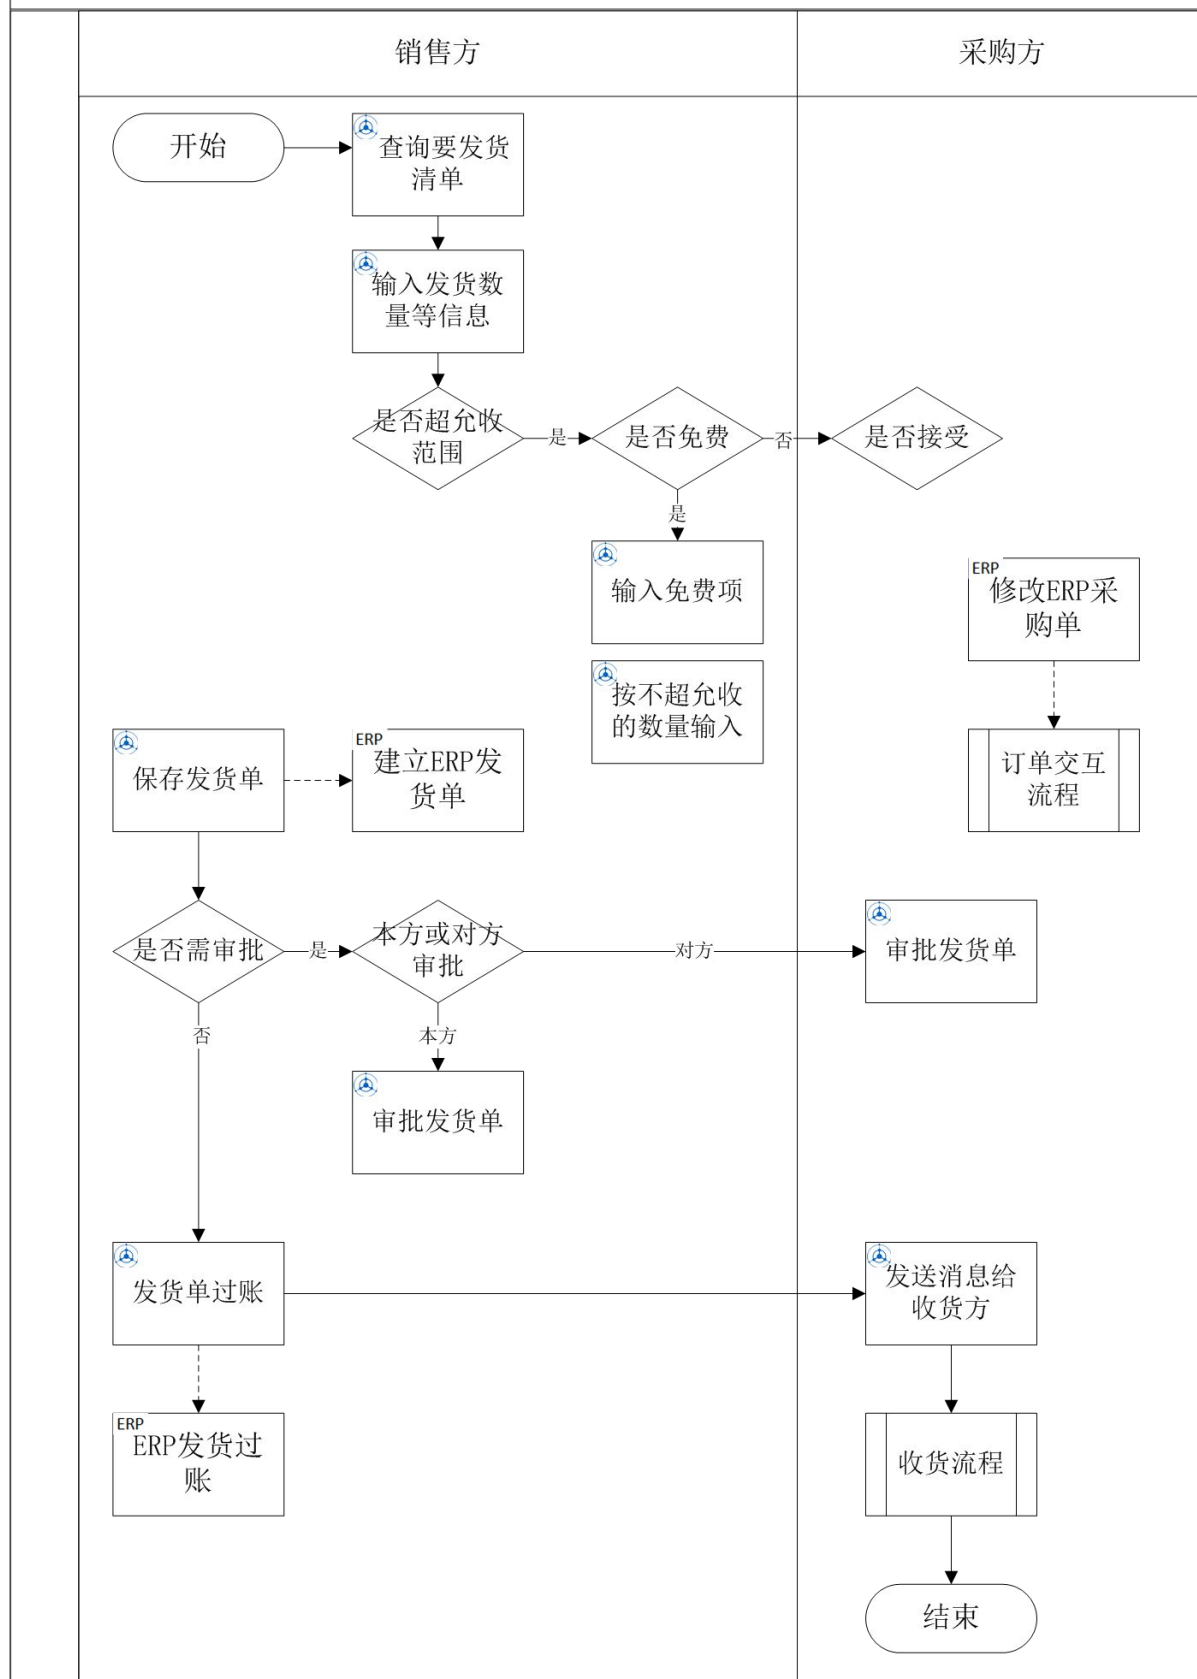 销售方
采购方
开始
查询要发货
清单
输入发货数
量等信息
是否超允收
范围
是
是否免费
否
是否接受
是
输入免费项
ERP
修改ERP采
购单
按不超允收
的数量输入
保存发货单
ERP
建立ERP发
货单
订单交互
流程
是否需审批
是
本方或对方
审批
对方
审批发货单
否
本方
审批发货单
发货单过账
发送消息给
收货方
ERP
ERP发货过
账
收货流程
结束